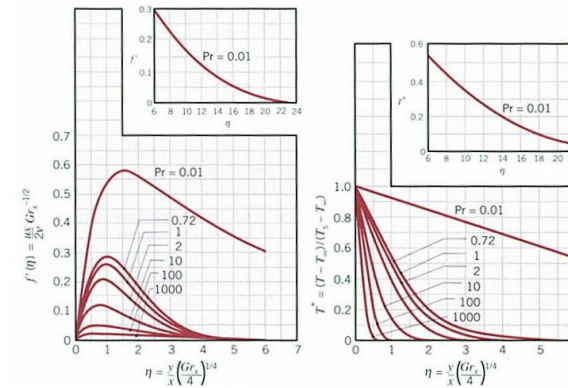 0.3
0.2
0.1
0
f'
Pr = 0.01
6 8 10 12 14 16 18 20 22 24
η
0.7
0.6
0.5
0.4
0.3
0.2
0.1
0
f'(η) = ux/2ν Gr_x^-1/2
Pr = 0.01
0.72
1
2
10
100
1000
0 1 2 3 4 5 6 7
η = y/x (Gr_x/4)^1/4
0.6
0.4
0.2
0
T*
Pr = 0.01
6 8 10 12 14 16 18 20
η
1.0
0.8
0.6
0.4
0.2
0
T* = (T − T∞)/(Ts − T∞)
Pr = 0.01
0.72
1
2
10
100
1000
0 1 2 3 4 5
η = y/x (Gr_x/4)^1/4